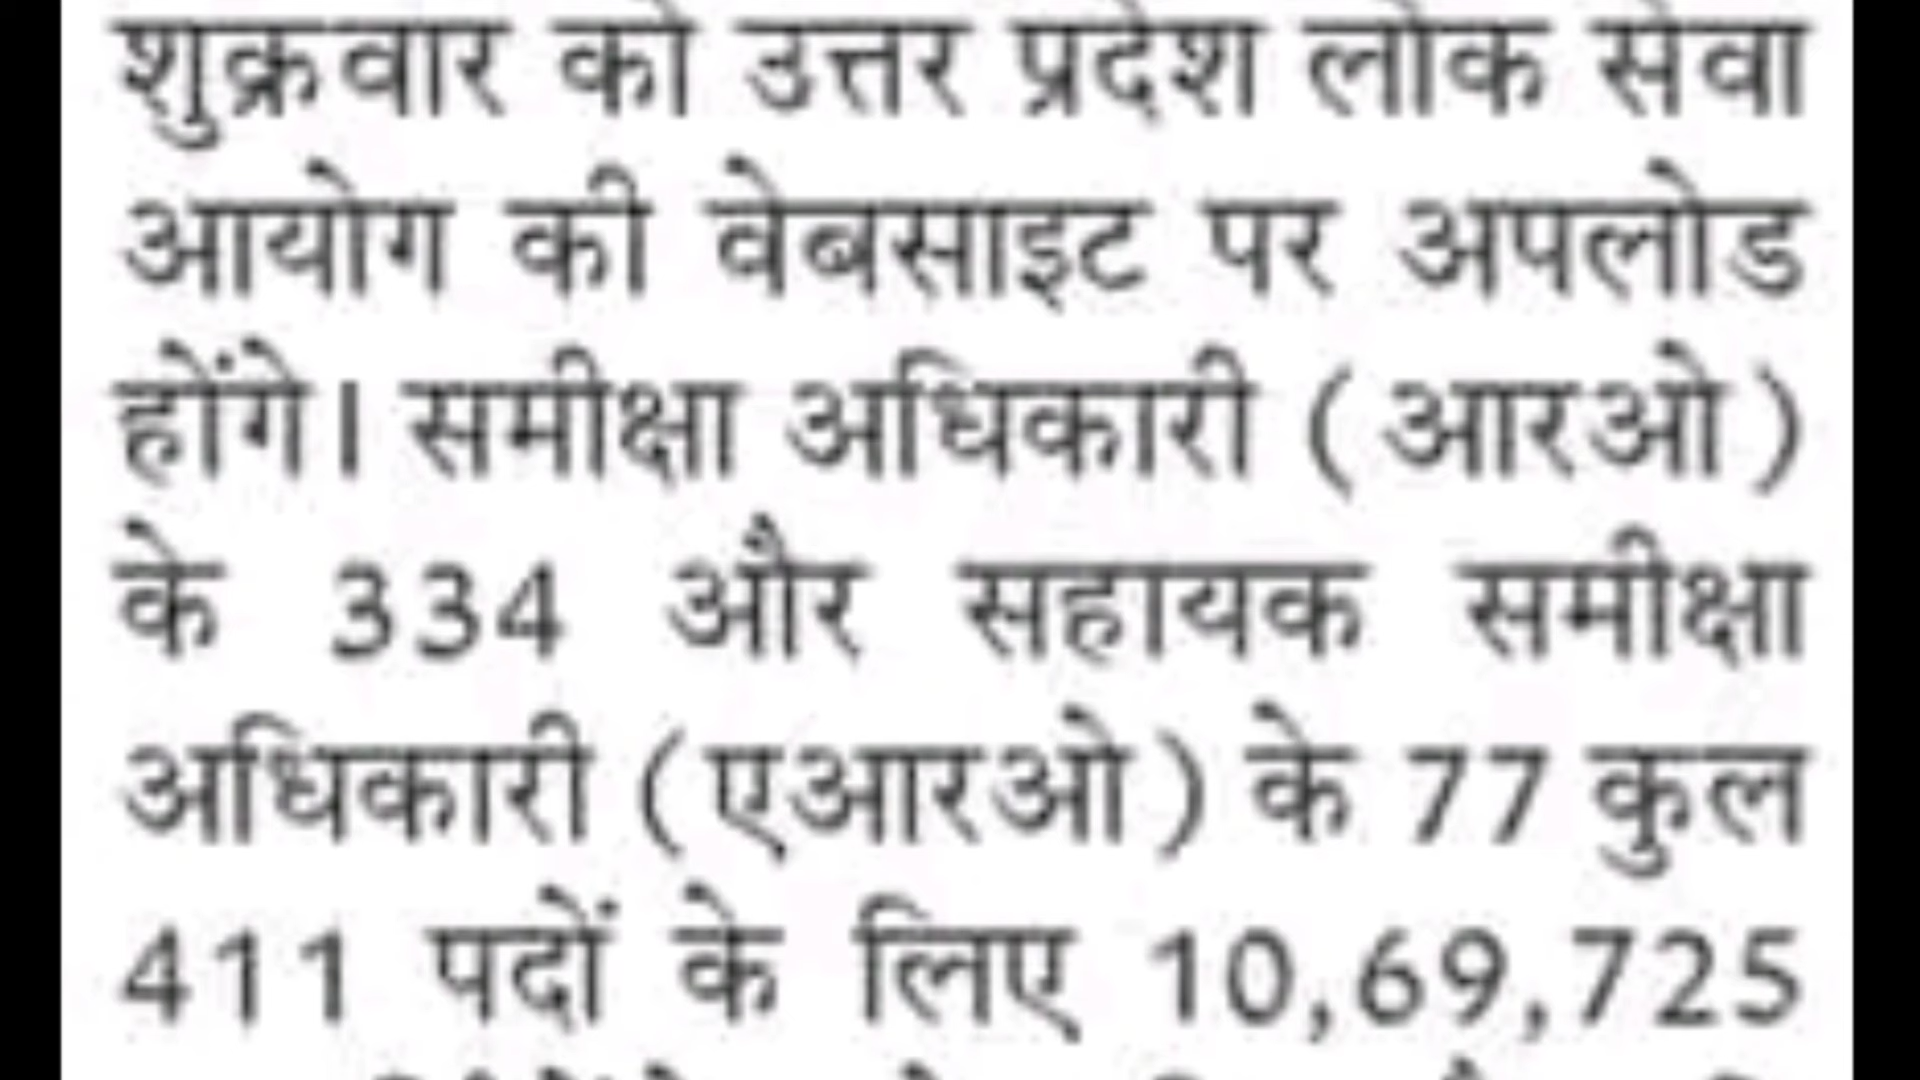 शुक्रवार को उत्तर प्रदेश लोक सेवा
आयोग की वेबसाइट पर अपलोड
होंगे। समीक्षा अधिकारी (आरओ)
के 334 और सहायक समीक्षा
अधिकारी (एआरओ) के 77 कुल
411 पदों के लिए 10,69,725